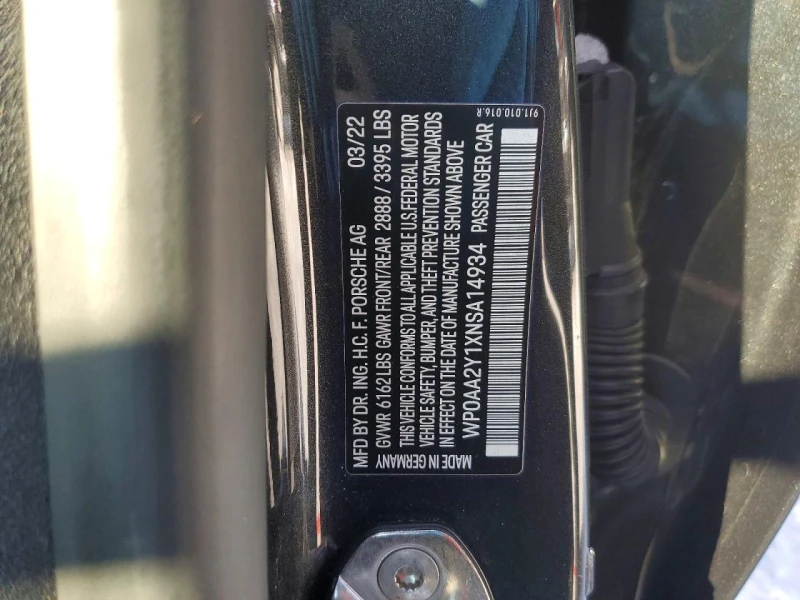 9J1.010.016.R
MFD BY DR. ING. H.C. F. PORSCHE AG 03/22
GVWR 6162 LBS GAWR FRONT/REAR 2888 / 3395 LBS
THIS VEHICLE CONFORMS TO ALL APPLICABLE U.S.FEDERAL MOTOR
VEHICLE SAFETY, BUMPER, AND THEFT PREVENTION STANDARDS
IN EFFECT ON THE DATE OF MANUFACTURE SHOWN ABOVE
WP0AA2Y1XNSA14934 PASSENGER CAR
MADE IN GERMANY